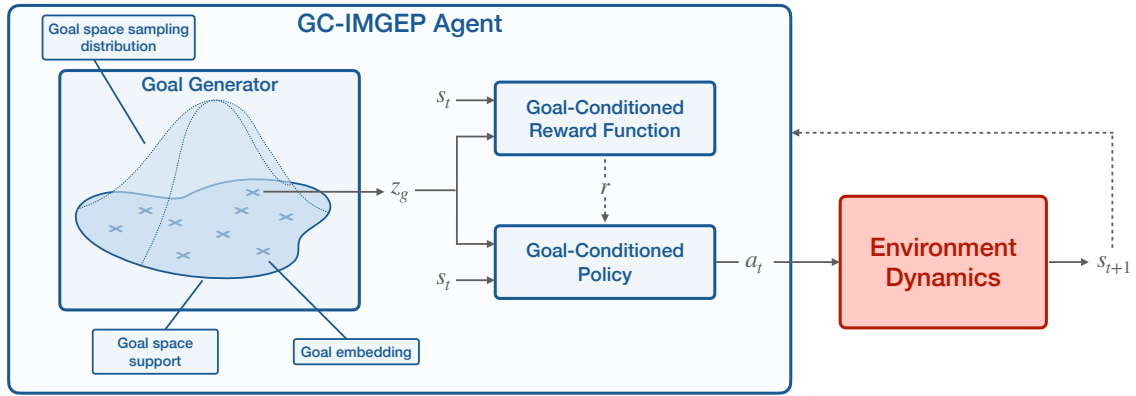 GC-IMGEP Agent
Goal space sampling
distribution
Goal Generator
s_t
Goal-Conditioned
Reward Function
z_g
r
Goal-Conditioned
Policy
s_t
a_t
Environment
Dynamics
s_{t+1}
Goal space
support
Goal embedding